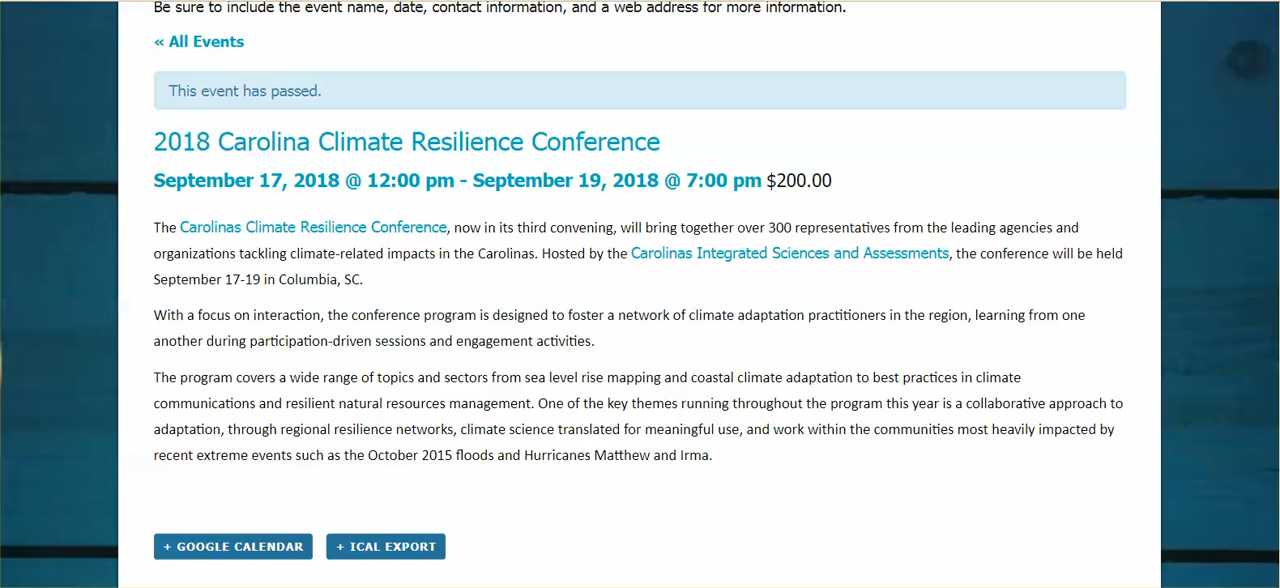 Be sure to include the event name, date, contact information, and a web address for more information.
« All Events
This event has passed.
2018 Carolina Climate Resilience Conference
September 17, 2018 @ 12:00 pm - September 19, 2018 @ 7:00 pm $200.00
The Carolinas Climate Resilience Conference, now in its third convening, will bring together over 300 representatives from the leading agencies and
organizations tackling climate-related impacts in the Carolinas. Hosted by the Carolinas Integrated Sciences and Assessments, the conference will be held
September 17-19 in Columbia, SC.
With a focus on interaction, the conference program is designed to foster a network of climate adaptation practitioners in the region, learning from one
another during participation-driven sessions and engagement activities.
The program covers a wide range of topics and sectors from sea level rise mapping and coastal climate adaptation to best practices in climate
communications and resilient natural resources management. One of the key themes running throughout the program this year is a collaborative approach to
adaptation, through regional resilience networks, climate science translated for meaningful use, and work within the communities most heavily impacted by
recent extreme events such as the October 2015 floods and Hurricanes Matthew and Irma.
+ GOOGLE CALENDAR + ICAL EXPORT